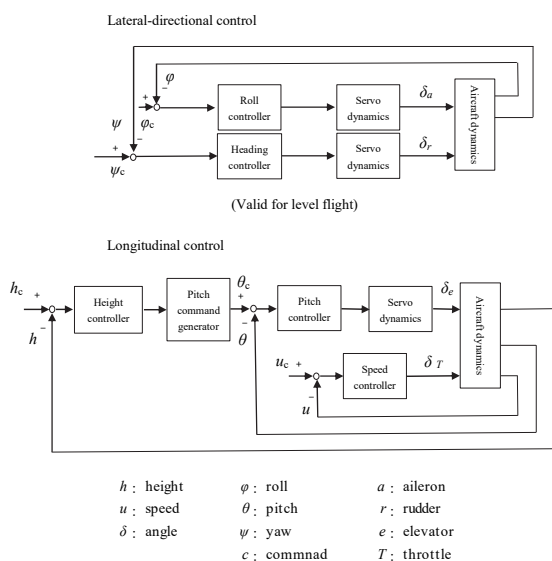 Lateral-directional control
φ
−
+
φc
Roll
controller
Servo
dynamics
δa
Aircraft dynamics
ψ
−
+
ψc
Heading
controller
Servo
dynamics
δr
(Valid for level flight)
Longitudinal control
hc
+
h
−
Height
controller
Pitch
command
generator
θc
+
−
θ
Pitch
controller
Servo
dynamics
δe
Aircraft dynamics
uc
+
−
u
Speed
controller
δT
h : height φ : roll a : aileron
u : speed θ : pitch r : rudder
δ : angle ψ : yaw e : elevator
c : commnad T : throttle